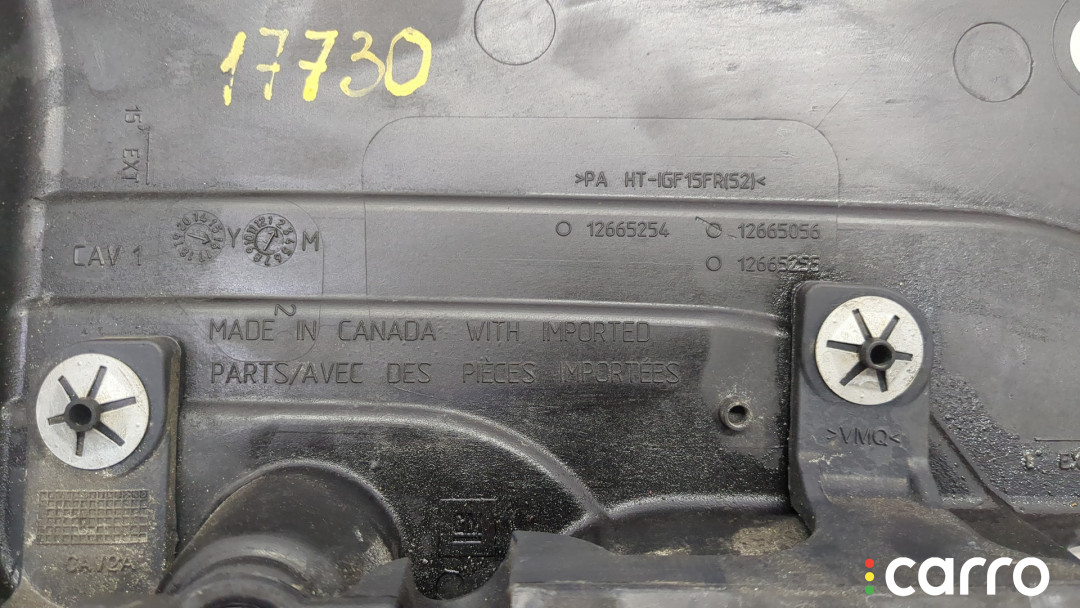 17730
15° EXT
>PA HT-IGF15FR(52)<
12665254 12665056
CAV 1 Y M
12665255
2
MADE IN CANADA WITH IMPORTED
PARTS/AVEC DES PIÈCES IMPORTÉES
>VMQ<
CAV2A
carro